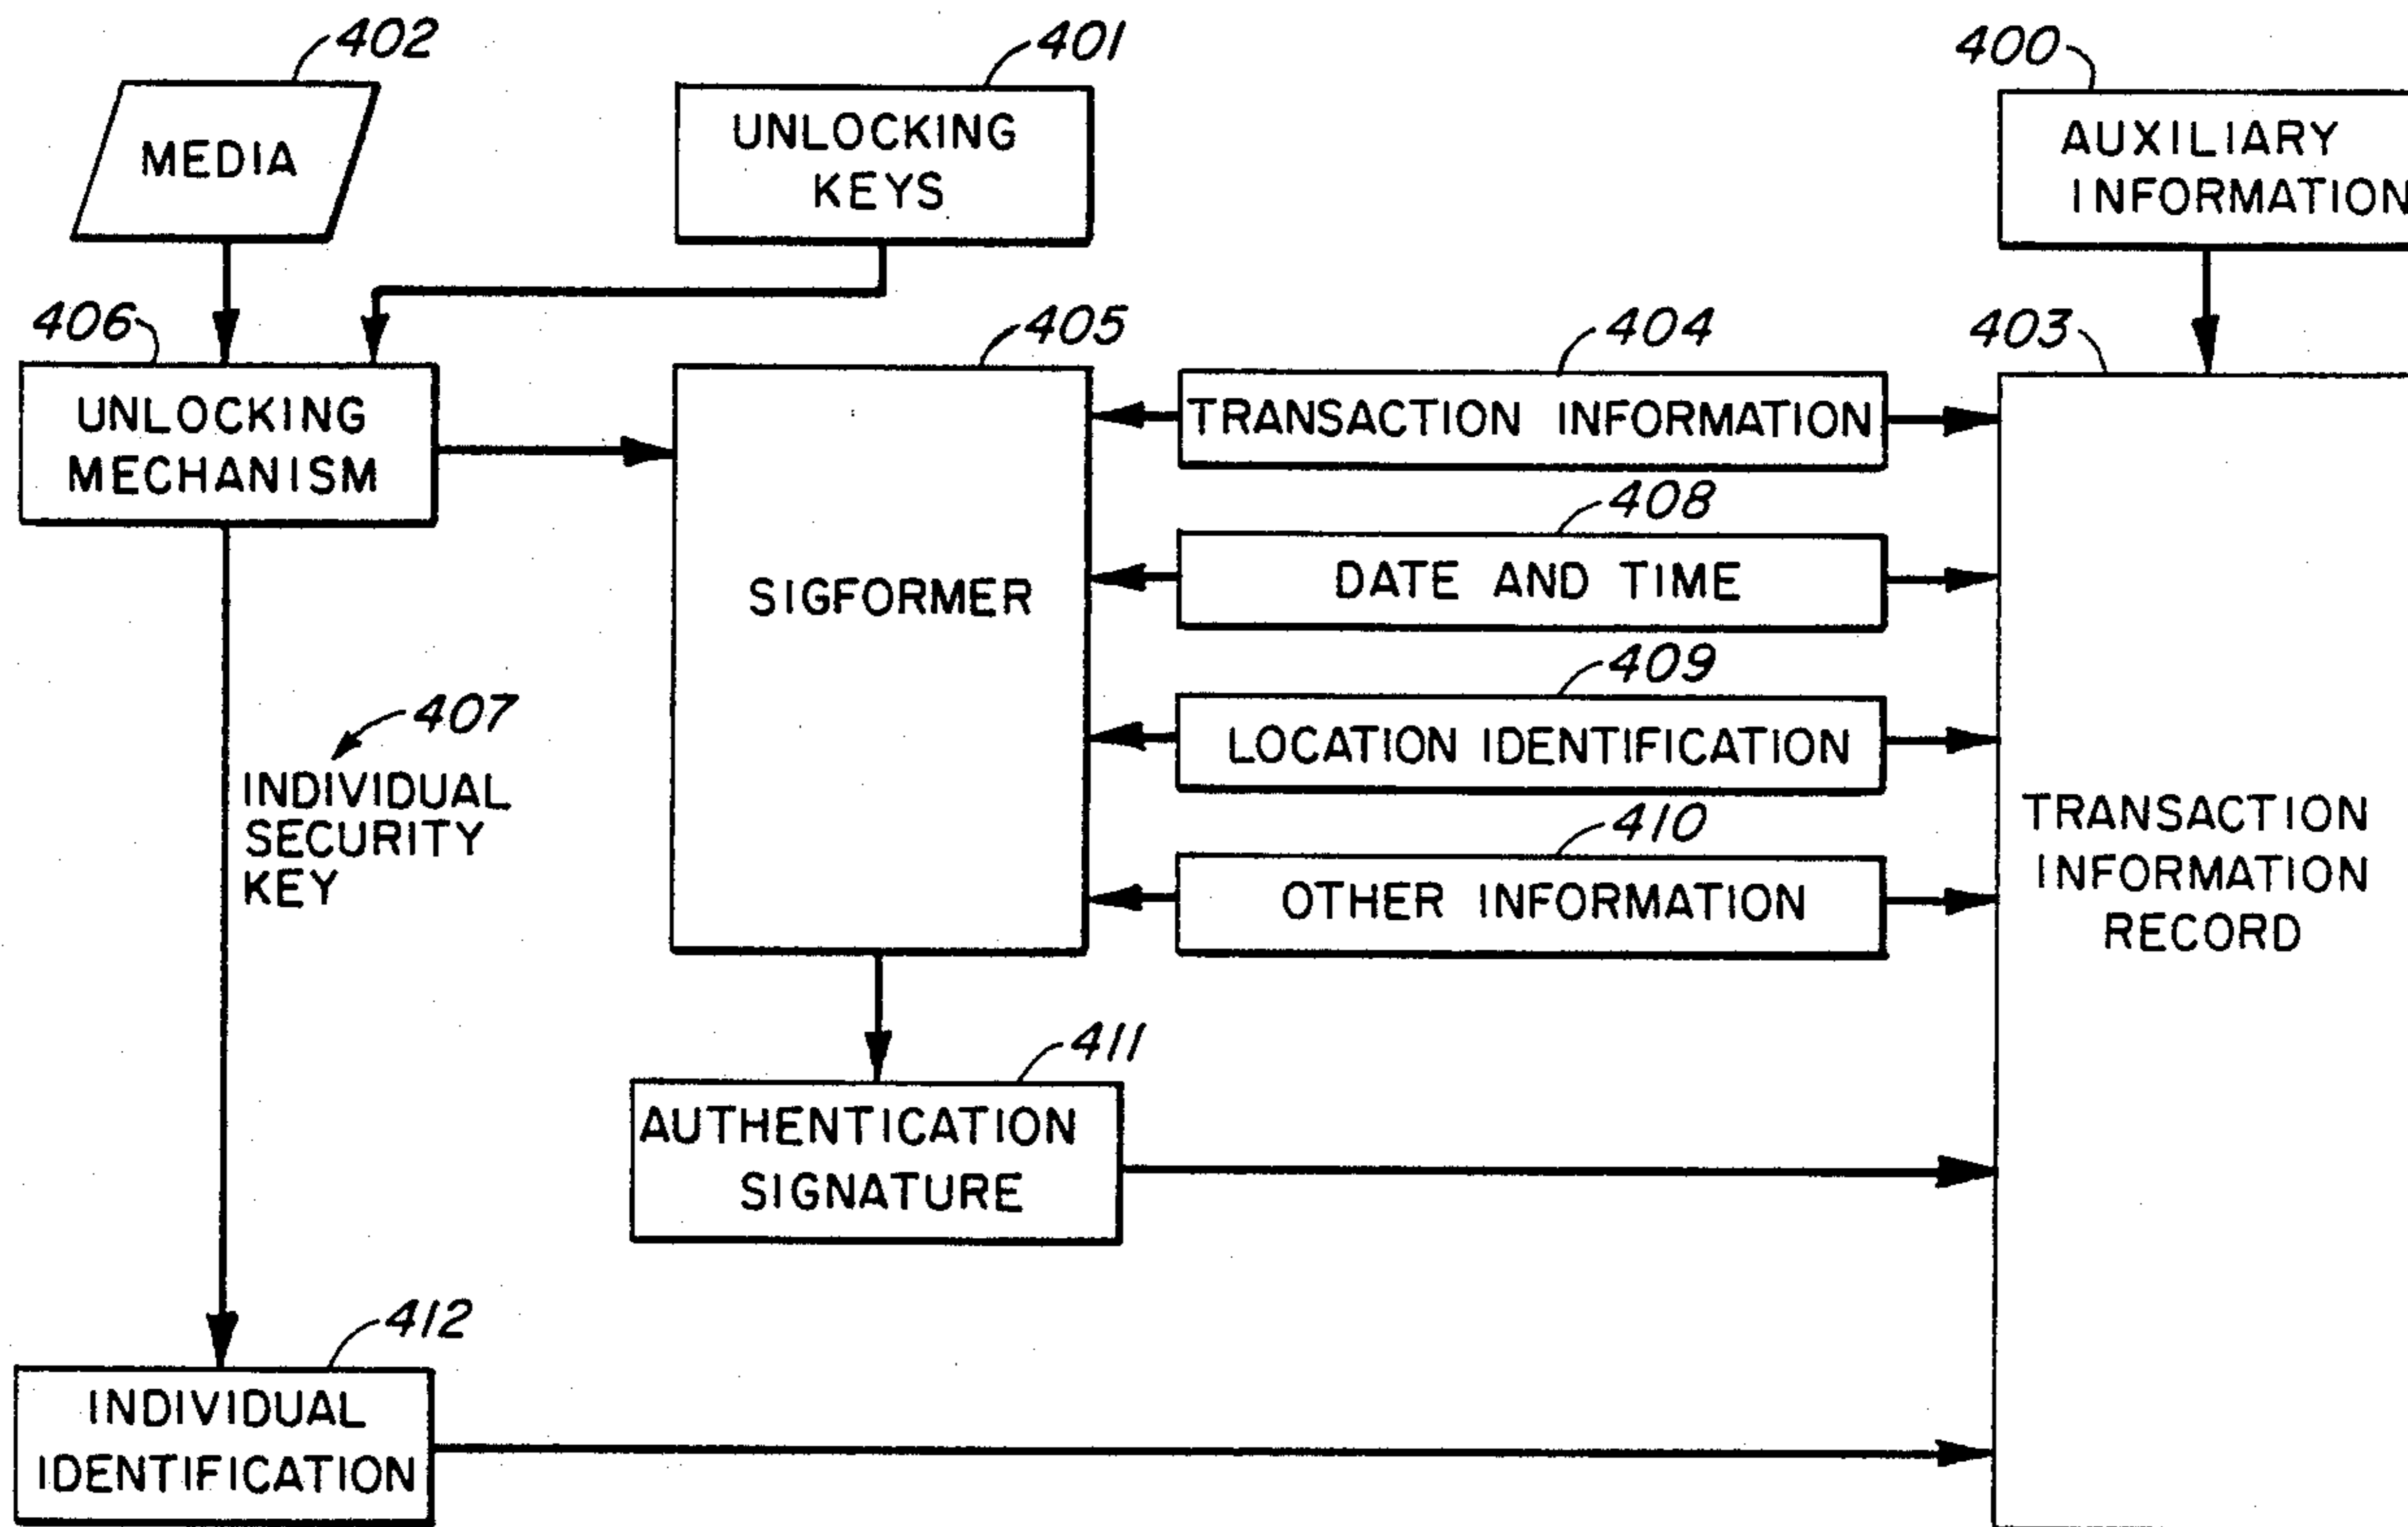 402
401
400
MEDIA
UNLOCKING
KEYS
AUXILIARY
INFORMATION
406
405
404
403
UNLOCKING
MECHANISM
SIGFORMER
TRANSACTION INFORMATION
408
DATE AND TIME
409
LOCATION IDENTIFICATION
410
OTHER INFORMATION
TRANSACTION
INFORMATION
RECORD
407
INDIVIDUAL
SECURITY
KEY
411
AUTHENTICATION
SIGNATURE
412
INDIVIDUAL
IDENTIFICATION